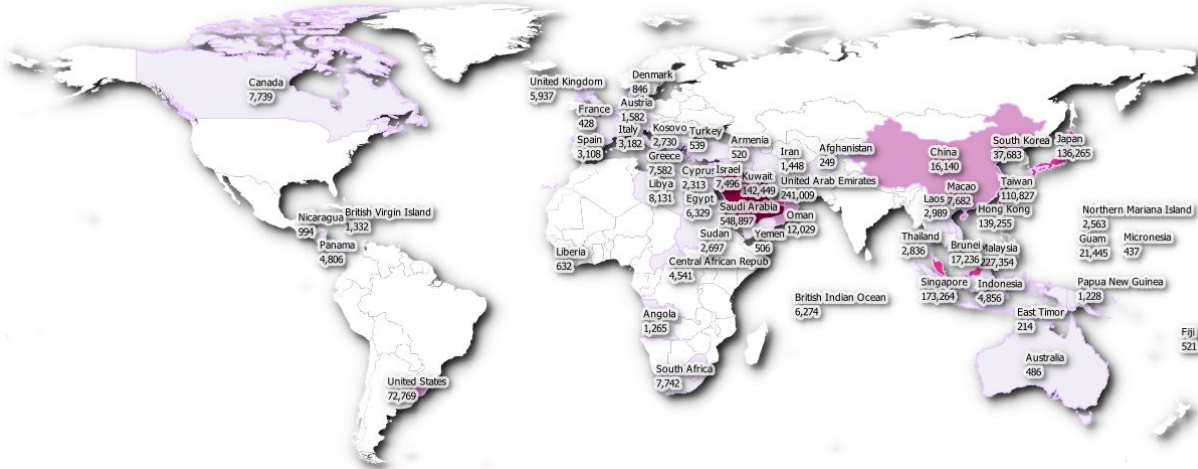 Canada
7,739
Nicaragua
994
British Virgin Island
1,332
Panama
4,806
United States
72,769
United Kingdom
5,937
Denmark
846
France
428
Austria
1,582
Spain
3,108
Italy
3,182
Kosovo
2,730
Turkey
539
Armenia
520
Greece
7,582
Cyprus
2,313
Israel
7,496
Iran
1,448
Afghanistan
249
Kuwait
142,449
United Arab Emirates
241,009
Libya
8,131
Egypt
6,329
Saudi Arabia
548,897
Oman
12,029
Sudan
2,697
Yemen
506
Liberia
632
Central African Repub
4,541
Angola
1,265
South Africa
7,742
British Indian Ocean
6,274
China
16,140
South Korea
37,683
Japan
136,265
Macao
7,682
Taiwan
110,827
Laos
2,989
Hong Kong
139,255
Thailand
2,836
Brunei
17,236
Malaysia
227,354
Singapore
173,264
Indonesia
4,856
Northern Mariana Island
2,563
Guam
21,445
Micronesia
437
Papua New Guinea
1,228
East Timor
214
Australia
486
Fiji
521